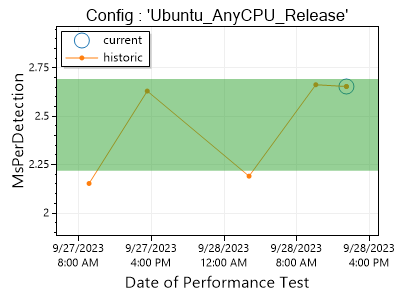 Config : 'Ubuntu_AnyCPU_Release'
current
historic
MsPerDetection
2.75
2.5
2.25
2
9/27/2023 9/27/2023 9/28/2023 9/28/2023 9/28/2023
8:00 AM 4:00 PM 12:00 AM 8:00 AM 4:00 PM
Date of Performance Test